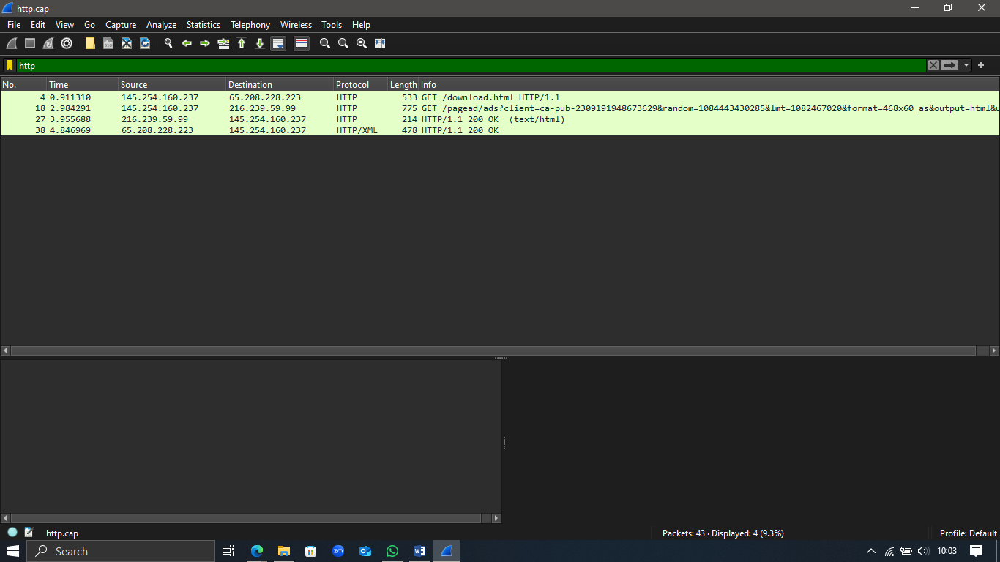 http.cap
File Edit View Go Capture Analyze Statistics Telephony Wireless Tools Help
http
No. Time Source Destination Protocol Length Info
4 0.911310 145.254.160.237 65.208.228.223 HTTP 533 GET /download.html HTTP/1.1
18 2.984291 145.254.160.237 216.239.59.99 HTTP 775 GET /pagead/ads?client=ca-pub-2309191948673629&random=1084443430285&lmt=1082467020&format=468x60_as&output=html&u
27 3.955688 216.239.59.99 145.254.160.237 HTTP 214 HTTP/1.1 200 OK (text/html)
38 4.846969 65.208.228.223 145.254.160.237 HTTP/XML 478 HTTP/1.1 200 OK
http.cap Packets: 43 · Displayed: 4 (9.3%) Profile: Default
Search zm W 10:03